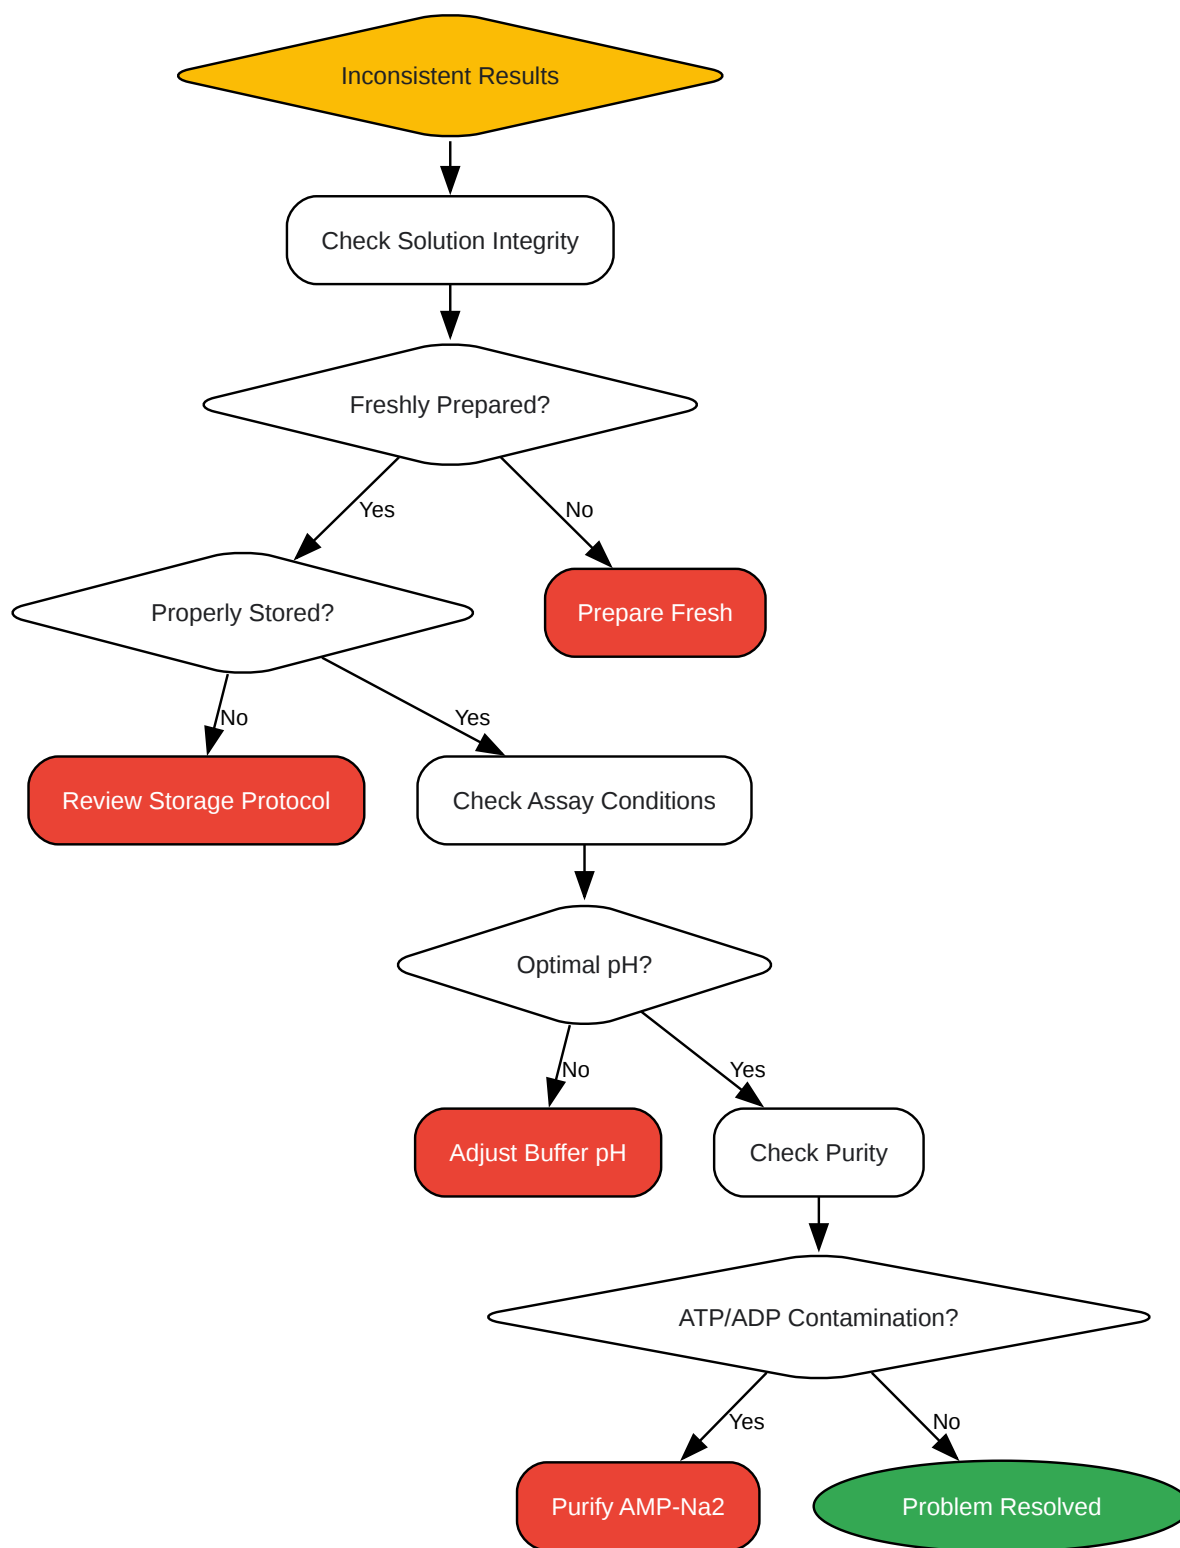 Inconsistent Results
Check Solution Integrity
Freshly Prepared?
Yes
No
Properly Stored?
Prepare Fresh
No
Yes
Review Storage Protocol
Check Assay Conditions
Optimal pH?
No
Yes
Adjust Buffer pH
Check Purity
ATP/ADP Contamination?
Yes
No
Purify AMP-Na2
Problem Resolved